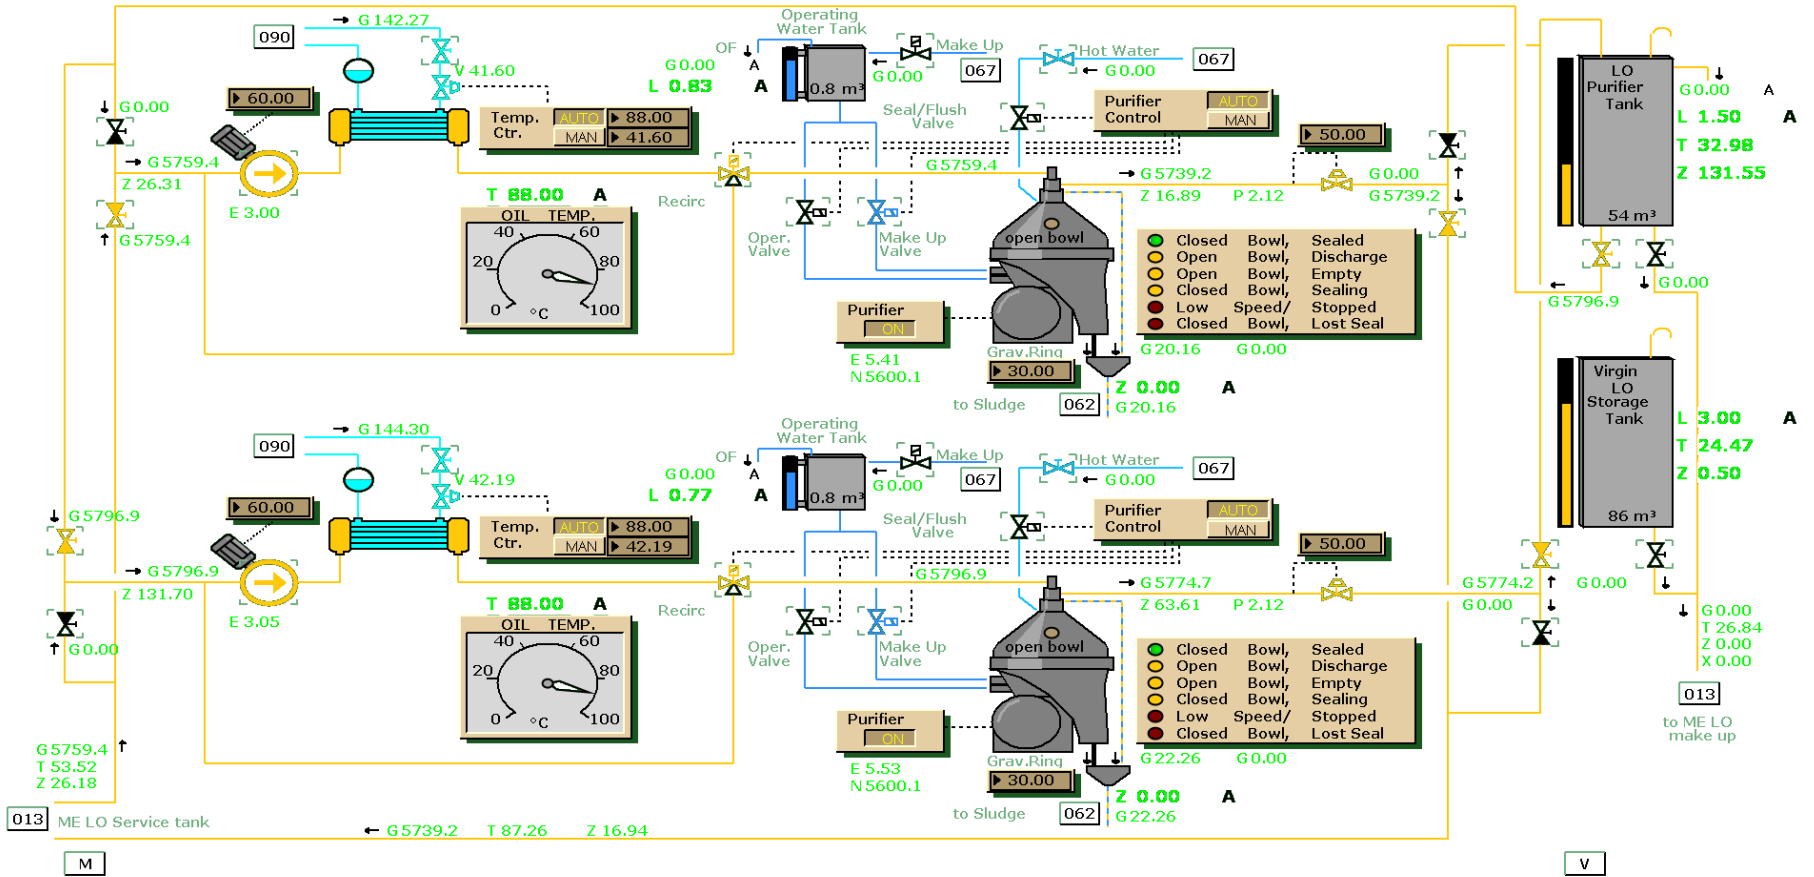 G 142.27
090
V 41.60
60.00
G 0.00
Temp. Ctr.
AUTO
MAN
88.00
41.60
G 5759.4
Z 26.31
E 3.00
G 5759.4
T 88.00 A
OIL TEMP.
0 20 40 60 80 100
°C
Operating
Water Tank
OF
A
G 0.00
L 0.83 A
0.8 m³
Make Up
067
G 0.00
Seal/Flush
Valve
Hot Water
067
G 0.00
Purifier
Control
AUTO
MAN
Recirc
G 5759.4
Oper.
Valve
Make Up
Valve
open bowl
G 5739.2
Z 16.89 P 2.12
50.00
G 0.00
G 5739.2
Closed Bowl, Sealed
Open Bowl, Discharge
Open Bowl, Empty
Closed Bowl, Sealing
Low Speed/ Stopped
Closed Bowl, Lost Seal
G 20.16 G 0.00
Purifier
ON
E 5.41
N 5600.1
Grav.Ring
30.00
to Sludge
062
Z 0.00 A
G 20.16
LO
Purifier
Tank
54 m³
G 0.00 A
L 1.50 A
T 32.98
Z 131.55
G 0.00
G 5796.9
Virgin
LO
Storage
Tank
86 m³
L 3.00 A
T 24.47
Z 0.50
G 144.30
090
V 42.19
60.00
Temp. Ctr.
AUTO
MAN
88.00
42.19
G 5796.9
G 5796.9
Z 131.70
E 3.05
G 0.00
T 88.00 A
OIL TEMP.
0 20 40 60 80 100
°C
Operating
Water Tank
OF
A
G 0.00
L 0.77 A
0.8 m³
Make Up
067
G 0.00
Seal/Flush
Valve
Hot Water
067
G 0.00
Purifier
Control
AUTO
MAN
Recirc
G 5796.9
Oper.
Valve
Make Up
Valve
open bowl
G 5774.7
Z 63.61 P 2.12
50.00
G 5774.2
G 0.00
G 0.00
G 0.00
T 26.84
Z 0.00
X 0.00
013
to ME LO
make up
Closed Bowl, Sealed
Open Bowl, Discharge
Open Bowl, Empty
Closed Bowl, Sealing
Low Speed/ Stopped
Closed Bowl, Lost Seal
G 22.26 G 0.00
Purifier
ON
E 5.53
N 5600.1
Grav.Ring
30.00
to Sludge
062
Z 0.00 A
G 22.26
G 5759.4
T 53.52
Z 26.18
013 ME LO Service tank
G 5739.2 T 87.26 Z 16.94
M
V